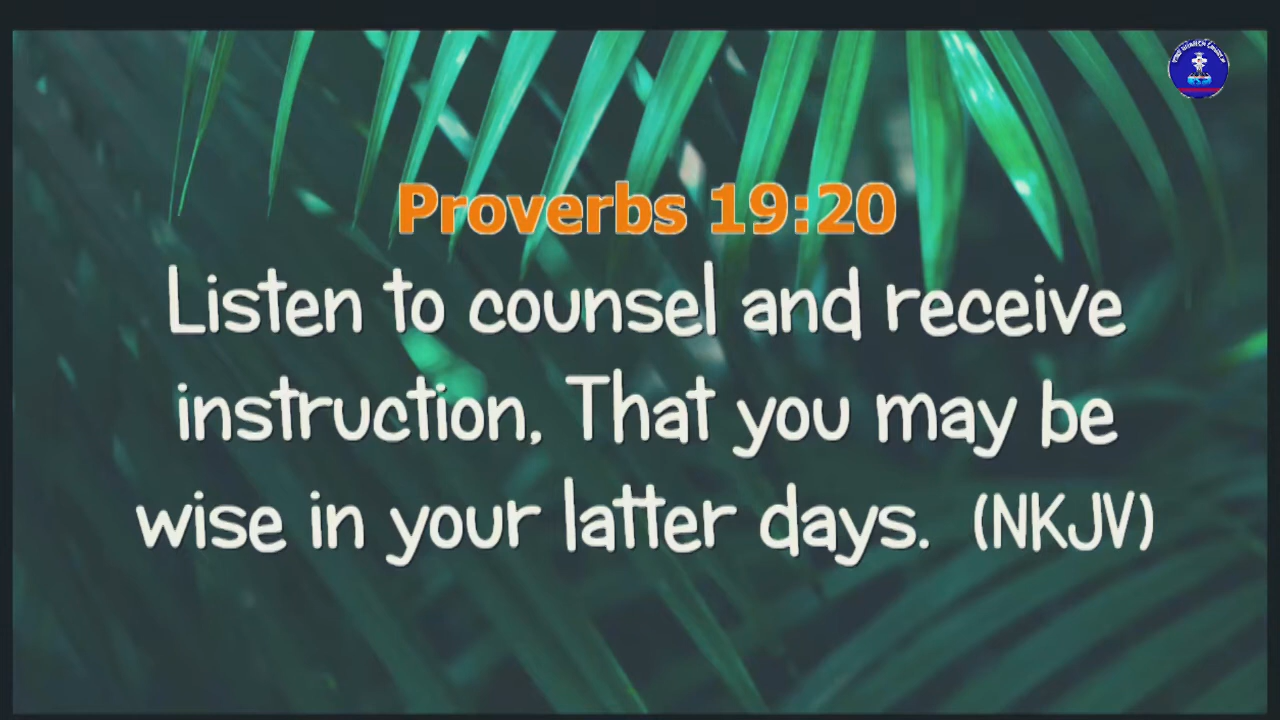 Proverbs 19:20
Listen to counsel and receive
instruction, That you may be
wise in your latter days. (NKJV)